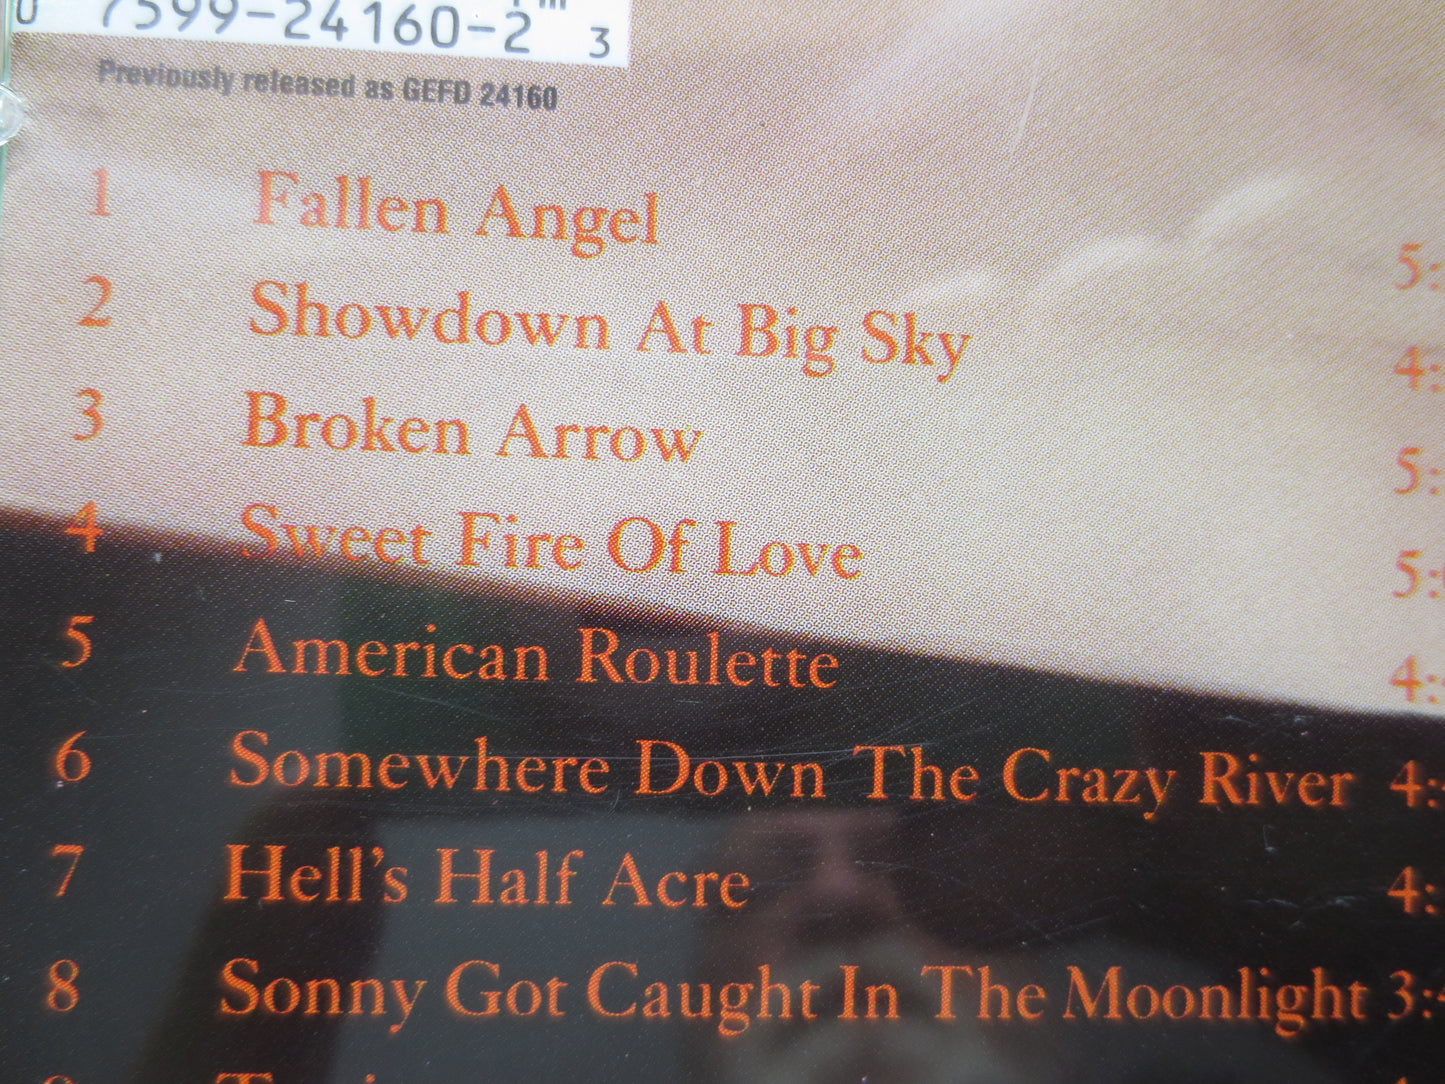 0 7599-24160-2 3
Previously released as GEFD 24160
1 Fallen Angel 5:
2 Showdown At Big Sky 4:
3 Broken Arrow 5:
4 Sweet Fire Of Love 5:
5 American Roulette 4:
6 Somewhere Down The Crazy River 4:
7 Hell's Half Acre 4:
8 Sonny Got Caught In The Moonlight 3: